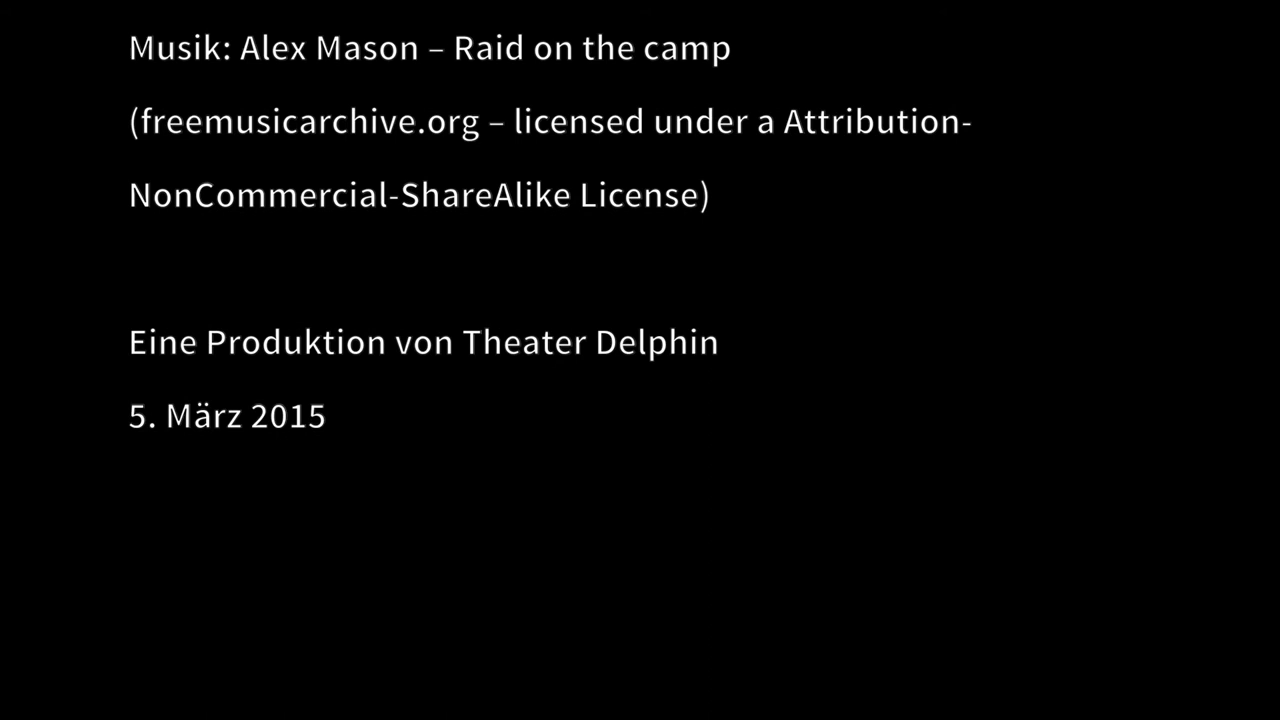 Musik: Alex Mason – Raid on the camp
(freemusicarchive.org – licensed under a Attribution-
NonCommercial-ShareAlike License)
Eine Produktion von Theater Delphin
5. März 2015